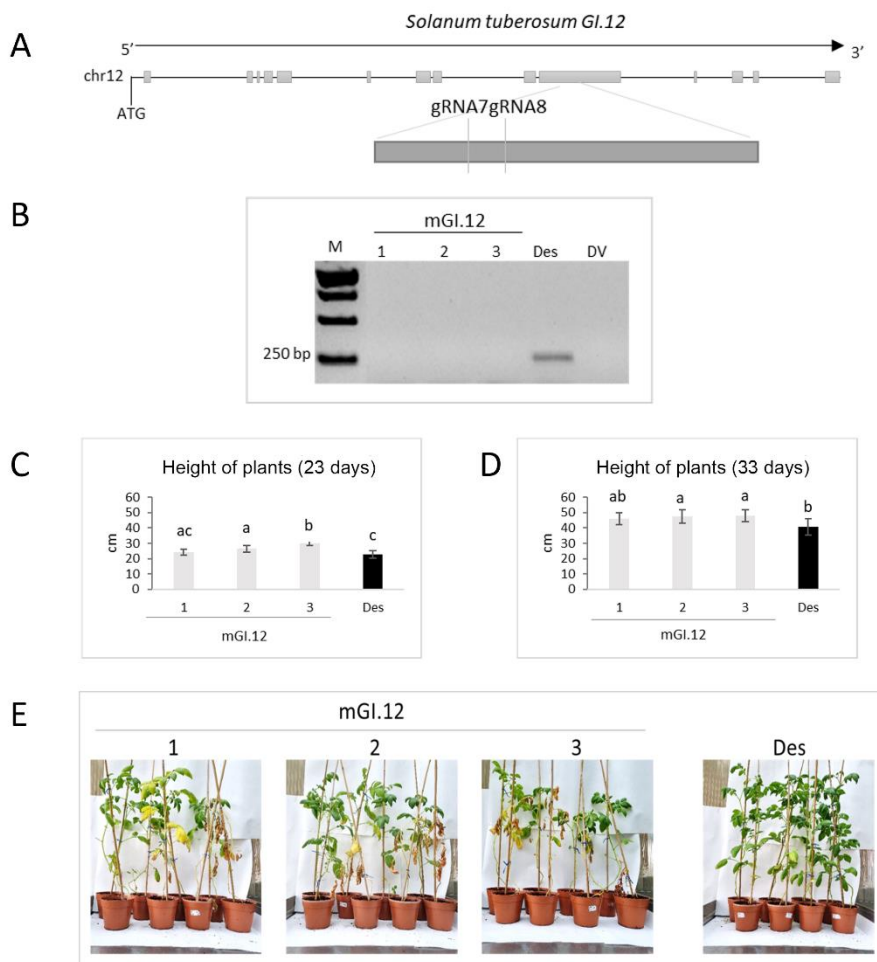 A
Solanum tuberosum GI.12
5’
3’
chr12
ATG
gRNA7gRNA8
B
mGI.12
M 1 2 3 Des DV
250 bp
C
Height of plants (23 days)
60
50
40
30
20
10
0
cm
ac a b c
1 2 3 Des
mGI.12
D
Height of plants (33 days)
60
50
40
30
20
10
0
cm
ab a a b
1 2 3 Des
mGI.12
E
mGI.12
1 2 3 Des